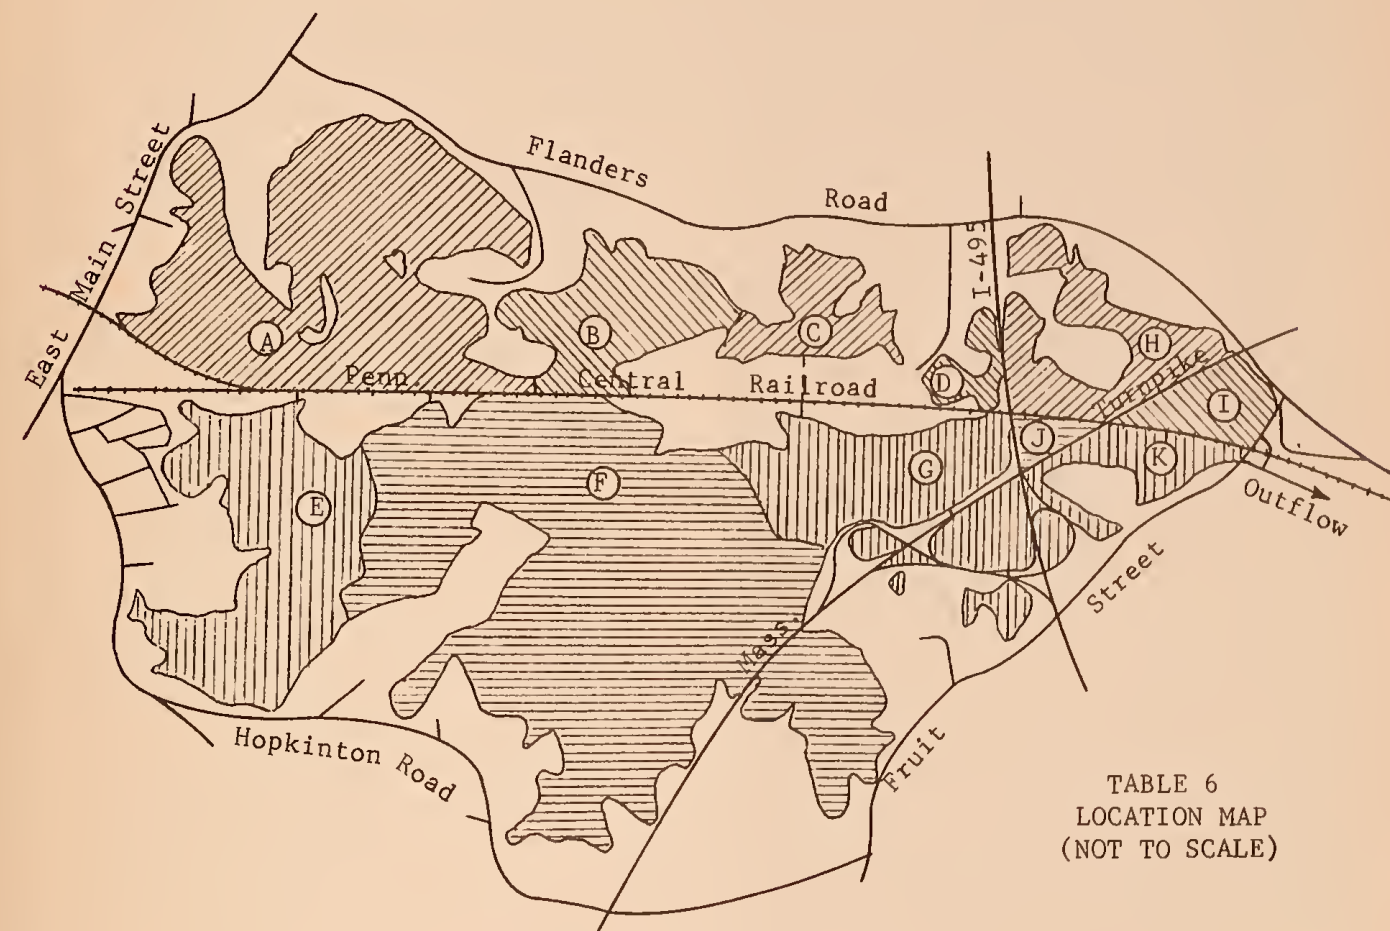 Flanders
Road
East Main Street
I-495
A
B
C
D
H
I
Penn. Central Railroad
Turnpike
E
F
G
J
K
Outflow
Mass.
Fruit Street
Hopkinton Road
TABLE 6
LOCATION MAP
(NOT TO SCALE)